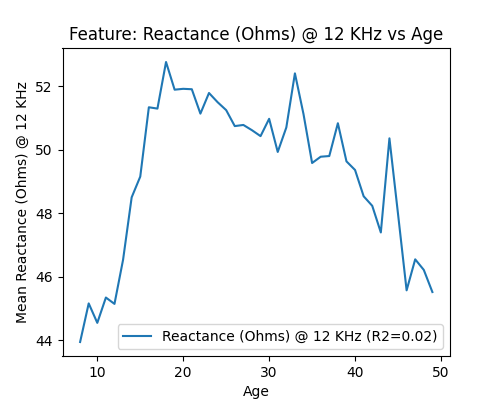 Feature: Reactance (Ohms) @ 12 KHz vs Age
Mean Reactance (Ohms) @ 12 KHz
52
50
48
46
44
Reactance (Ohms) @ 12 KHz (R2=0.02)
10
20
30
40
50
Age